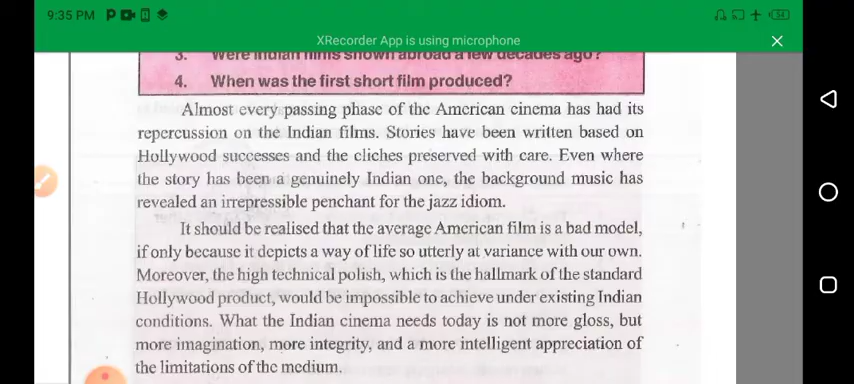 9:35 PM
XRecorder App is using microphone
3. Were Indian films shown abroad a few decades ago?
4. When was the first short film produced?
Almost every passing phase of the American cinema has had its
repercussion on the Indian films. Stories have been written based on
Hollywood successes and the cliches preserved with care. Even where
the story has been a genuinely Indian one, the background music has
revealed an irrepressible penchant for the jazz idiom.
It should be realised that the average American film is a bad model,
if only because it depicts a way of life so utterly at variance with our own.
Moreover, the high technical polish, which is the hallmark of the standard
Hollywood product, would be impossible to achieve under existing Indian
conditions. What the Indian cinema needs today is not more gloss, but
more imagination, more integrity, and a more intelligent appreciation of
the limitations of the medium.